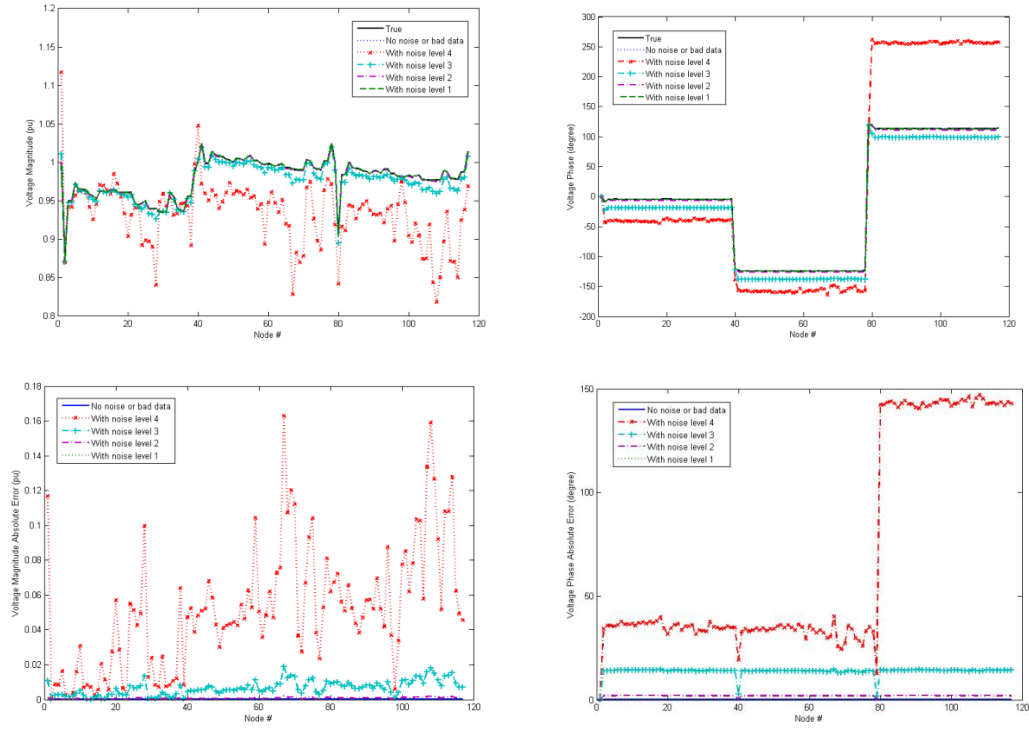 1.2
1.15
1.1
1.05
1
0.95
0.9
0.85
0.8
Voltage Magnitude (pu)
True
No noise or bad data
With noise level 4
With noise level 3
With noise level 2
With noise level 1
0
20
40
60
80
100
120
Node #
300
250
200
150
100
50
0
-50
-100
-150
-200
Voltage Phase (degree)
True
No noise or bad data
With noise level 4
With noise level 3
With noise level 2
With noise level 1
0
20
40
60
80
100
120
Node #
0.18
0.16
0.14
0.12
0.1
0.08
0.06
0.04
0.02
0
Voltage Magnitude Absolute Error (pu)
No noise or bad data
With noise level 4
With noise level 3
With noise level 2
With noise level 1
0
20
40
60
80
100
120
Node #
150
100
50
0
Voltage Phase Absolute Error (degree)
No noise or bad data
With noise level 4
With noise level 3
With noise level 2
With noise level 1
0
20
40
60
80
100
120
Node #